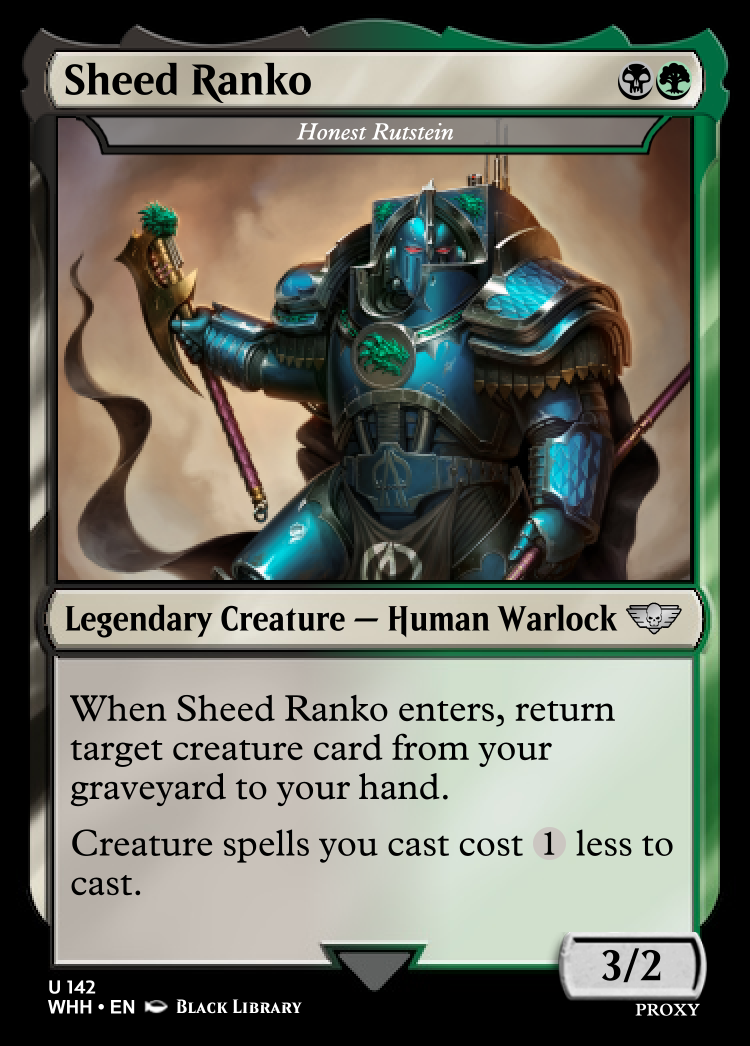 Sheed Ranko
Honest Rutstein
Legendary Creature — Human Warlock
When Sheed Ranko enters, return
target creature card from your
graveyard to your hand.
Creature spells you cast cost 1 less to
cast.
3/2
U 142
WHH • EN Black Library
PROXY